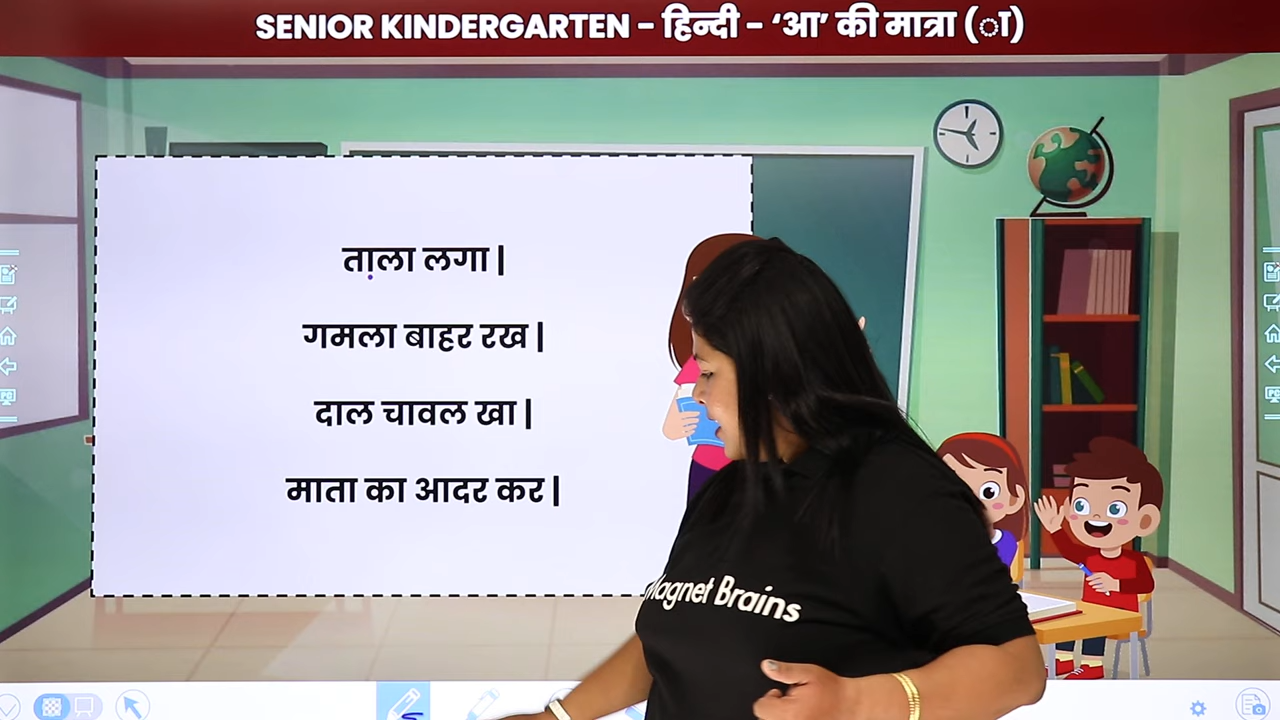 SENIOR KINDERGARTEN - हिन्दी - ‘आ’ की मात्रा (ा)
ताला लगा |
गमला बाहर रख |
दाल चावल खा |
माता का आदर कर |
Magnet Brains